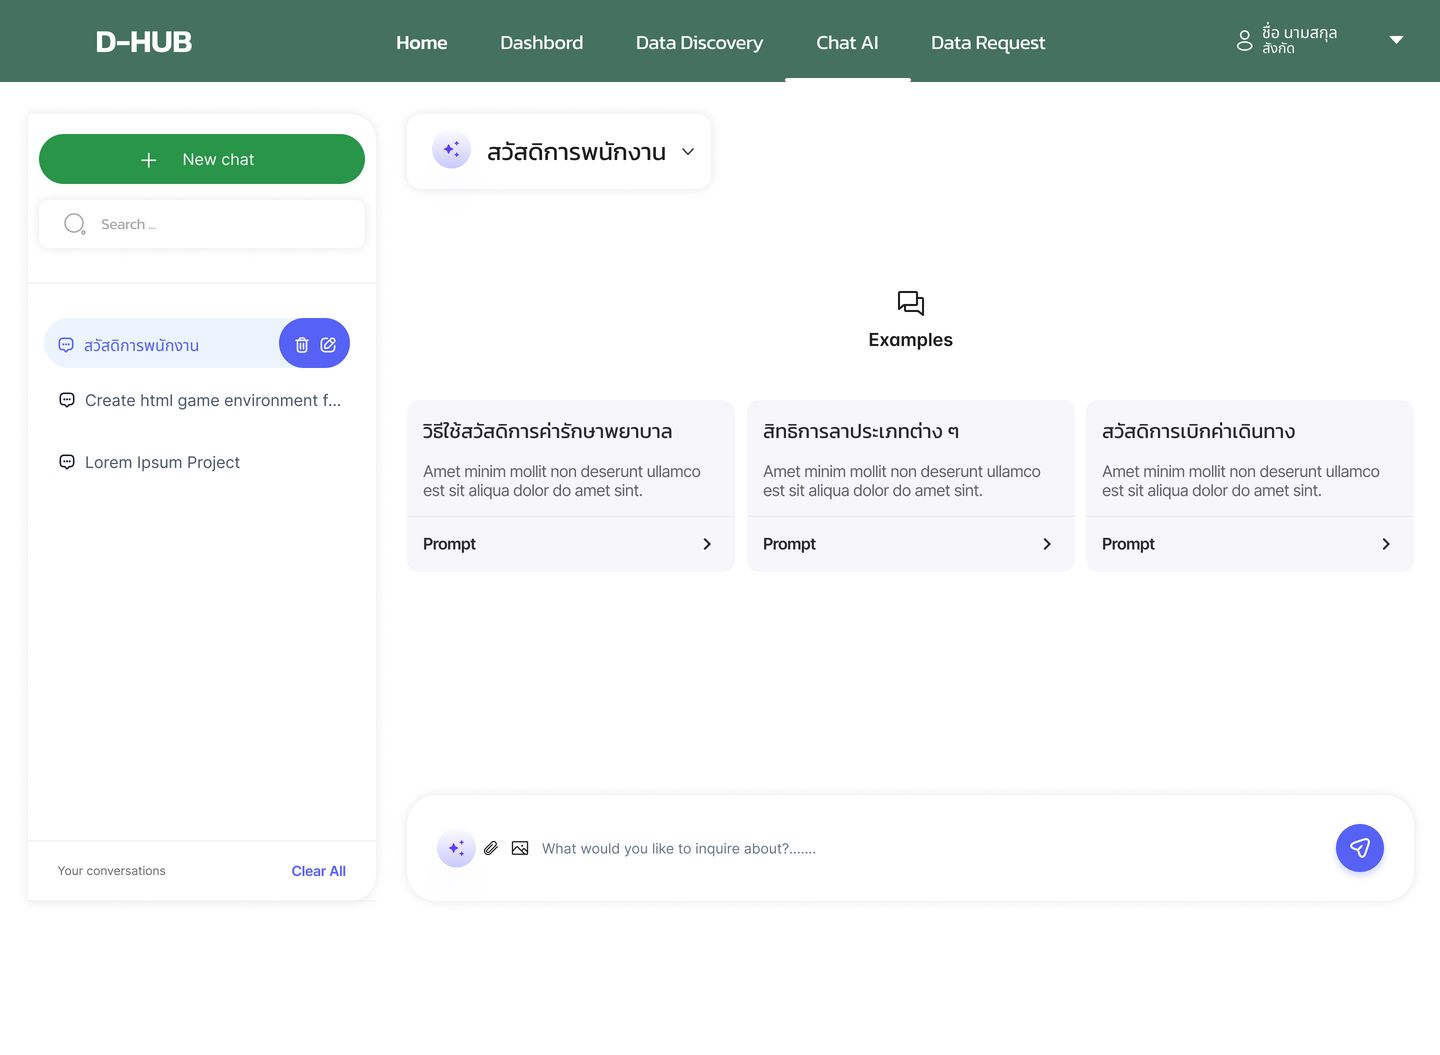 D-HUB
Home
Dashbord
Data Discovery
Chat AI
Data Request
ชื่อ นามสกุล
สังกัด
New chat
Search ...
สวัสดิการพนักงาน
Create html game environment f...
Lorem Ipsum Project
Your conversations
Clear All
สวัสดิการพนักงาน
Examples
วิธีใช้สวัสดิการค่ารักษาพยาบาล
Amet minim mollit non deserunt ullamco
est sit aliqua dolor do amet sint.
Prompt
สิทธิการลาประเภทต่าง ๆ
Amet minim mollit non deserunt ullamco
est sit aliqua dolor do amet sint.
Prompt
สวัสดิการเบิกค่าเดินทาง
Amet minim mollit non deserunt ullamco
est sit aliqua dolor do amet sint.
Prompt
What would you like to inquire about?.......